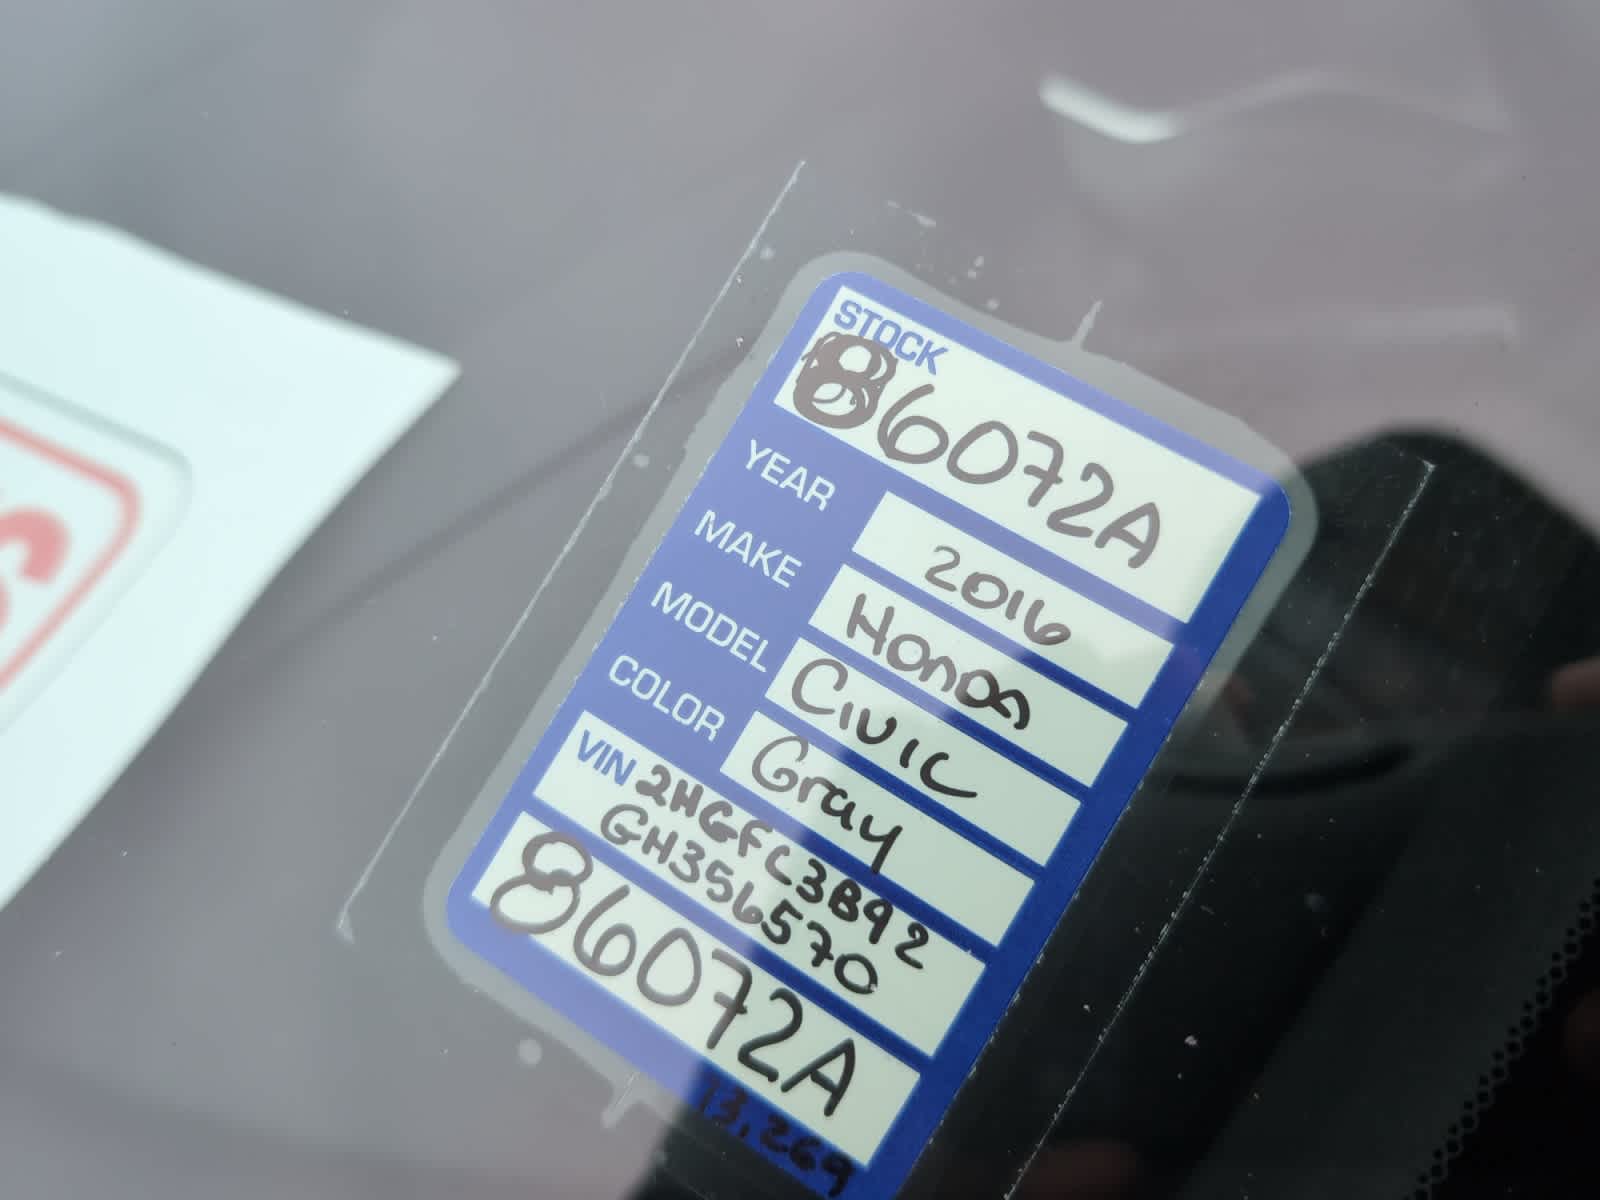 STOCK
86072A
YEAR 2016
MAKE HonDA
MODEL CIVIC
COLOR Gray
VIN 2HGFC3B92
GH356570
86072A
13,269
S